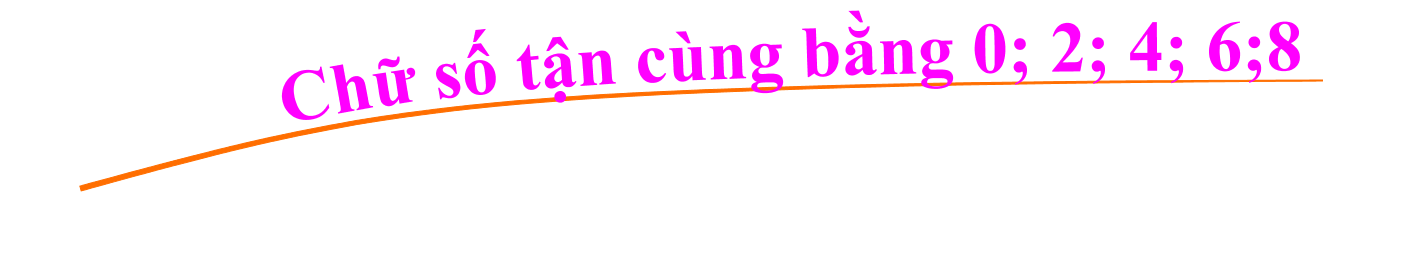 Chữ số tận cùng bằng 0; 2; 4; 6;8